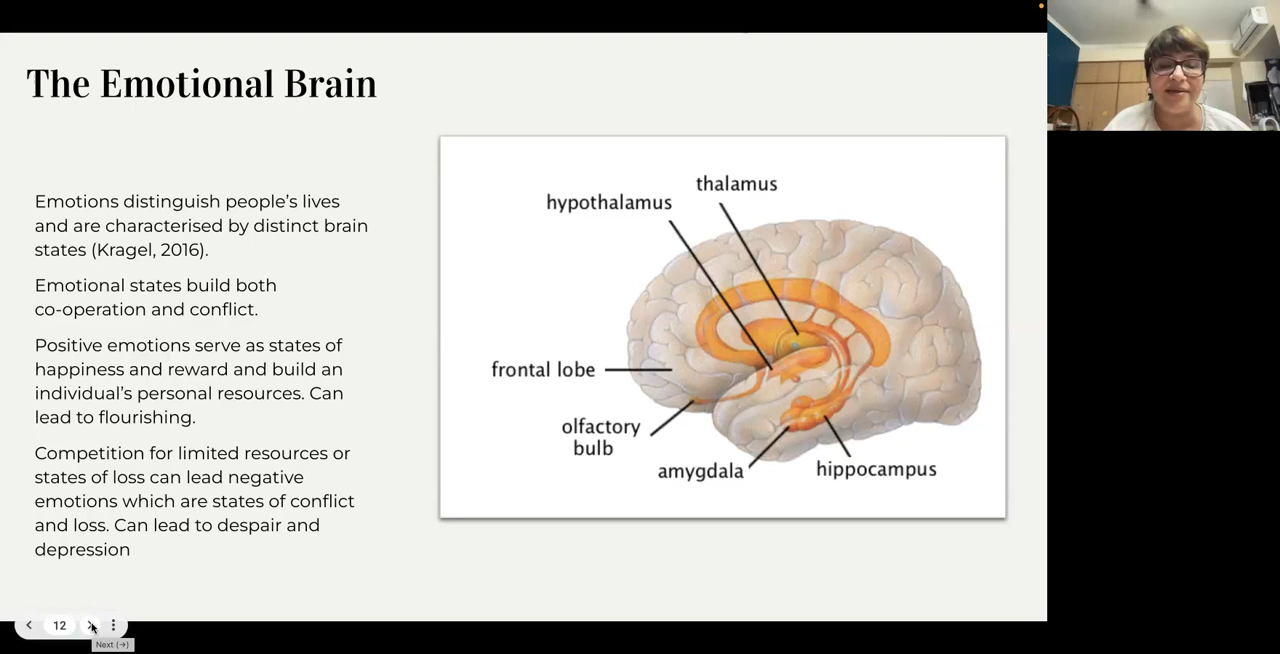 The Emotional Brain
Emotions distinguish people's lives
and are characterised by distinct brain
states (Kragel, 2016).
Emotional states build both
co-operation and conflict.
Positive emotions serve as states of
happiness and reward and build an
individual's personal resources. Can
lead to flourishing.
Competition for limited resources or
states of loss can lead negative
emotions which are states of conflict
and loss. Can lead to despair and
depression
thalamus
hypothalamus
frontal lobe
olfactory
bulb
amygdala
hippocampus
12
Next (→)